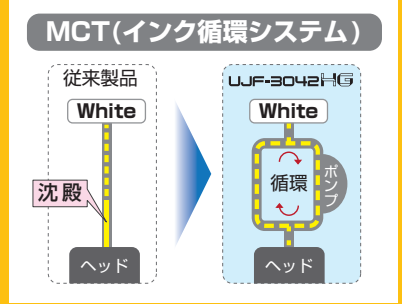 MCT(インク循環システム)
従来製品
White
沈殿
ヘッド
UJF-3042HG
White
循環
ポンプ
ヘッド